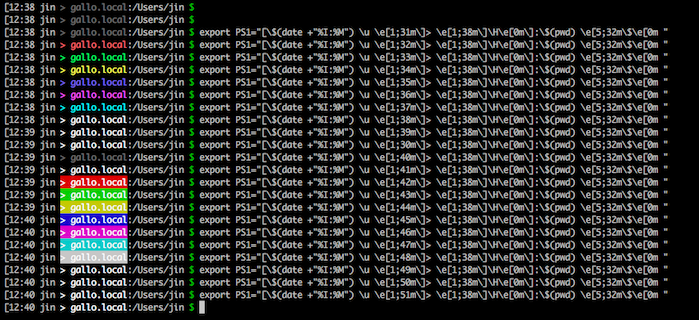 [12:38 jin > gallo.local:/Users/jin $
[12:38 jin > gallo.local:/Users/jin $
[12:38 jin > gallo.local:/Users/jin $ export PS1="[\$(date +"%I:%M") \u \e[1;31m\]> \e[1;38m\]\H\e[0m\]:\$(pwd) \e[5;32m\$\e[0m "
[12:38 jin > gallo.local:/Users/jin $ export PS1="[\$(date +"%I:%M") \u \e[1;32m\]> \e[1;38m\]\H\e[0m\]:\$(pwd) \e[5;32m\$\e[0m "
[12:38 jin > gallo.local:/Users/jin $ export PS1="[\$(date +"%I:%M") \u \e[1;33m\]> \e[1;38m\]\H\e[0m\]:\$(pwd) \e[5;32m\$\e[0m "
[12:38 jin > gallo.local:/Users/jin $ export PS1="[\$(date +"%I:%M") \u \e[1;34m\]> \e[1;38m\]\H\e[0m\]:\$(pwd) \e[5;32m\$\e[0m "
[12:38 jin > gallo.local:/Users/jin $ export PS1="[\$(date +"%I:%M") \u \e[1;35m\]> \e[1;38m\]\H\e[0m\]:\$(pwd) \e[5;32m\$\e[0m "
[12:38 jin > gallo.local:/Users/jin $ export PS1="[\$(date +"%I:%M") \u \e[1;36m\]> \e[1;38m\]\H\e[0m\]:\$(pwd) \e[5;32m\$\e[0m "
[12:38 jin > gallo.local:/Users/jin $ export PS1="[\$(date +"%I:%M") \u \e[1;37m\]> \e[1;38m\]\H\e[0m\]:\$(pwd) \e[5;32m\$\e[0m "
[12:38 jin > gallo.local:/Users/jin $ export PS1="[\$(date +"%I:%M") \u \e[1;38m\]> \e[1;38m\]\H\e[0m\]:\$(pwd) \e[5;32m\$\e[0m "
[12:39 jin > gallo.local:/Users/jin $ export PS1="[\$(date +"%I:%M") \u \e[1;39m\]> \e[1;38m\]\H\e[0m\]:\$(pwd) \e[5;32m\$\e[0m "
[12:39 jin > gallo.local:/Users/jin $ export PS1="[\$(date +"%I:%M") \u \e[1;30m\]> \e[1;38m\]\H\e[0m\]:\$(pwd) \e[5;32m\$\e[0m "
[12:39 jin > gallo.local:/Users/jin $ export PS1="[\$(date +"%I:%M") \u \e[1;40m\]> \e[1;38m\]\H\e[0m\]:\$(pwd) \e[5;32m\$\e[0m "
[12:39 jin > gallo.local:/Users/jin $ export PS1="[\$(date +"%I:%M") \u \e[1;41m\]> \e[1;38m\]\H\e[0m\]:\$(pwd) \e[5;32m\$\e[0m "
[12:39 jin > gallo.local:/Users/jin $ export PS1="[\$(date +"%I:%M") \u \e[1;42m\]> \e[1;38m\]\H\e[0m\]:\$(pwd) \e[5;32m\$\e[0m "
[12:39 jin > gallo.local:/Users/jin $ export PS1="[\$(date +"%I:%M") \u \e[1;43m\]> \e[1;38m\]\H\e[0m\]:\$(pwd) \e[5;32m\$\e[0m "
[12:39 jin > gallo.local:/Users/jin $ export PS1="[\$(date +"%I:%M") \u \e[1;44m\]> \e[1;38m\]\H\e[0m\]:\$(pwd) \e[5;32m\$\e[0m "
[12:40 jin > gallo.local:/Users/jin $ export PS1="[\$(date +"%I:%M") \u \e[1;45m\]> \e[1;38m\]\H\e[0m\]:\$(pwd) \e[5;32m\$\e[0m "
[12:40 jin > gallo.local:/Users/jin $ export PS1="[\$(date +"%I:%M") \u \e[1;46m\]> \e[1;38m\]\H\e[0m\]:\$(pwd) \e[5;32m\$\e[0m "
[12:40 jin > gallo.local:/Users/jin $ export PS1="[\$(date +"%I:%M") \u \e[1;47m\]> \e[1;38m\]\H\e[0m\]:\$(pwd) \e[5;32m\$\e[0m "
[12:40 jin > gallo.local:/Users/jin $ export PS1="[\$(date +"%I:%M") \u \e[1;48m\]> \e[1;38m\]\H\e[0m\]:\$(pwd) \e[5;32m\$\e[0m "
[12:40 jin > gallo.local:/Users/jin $ export PS1="[\$(date +"%I:%M") \u \e[1;49m\]> \e[1;38m\]\H\e[0m\]:\$(pwd) \e[5;32m\$\e[0m "
[12:40 jin > gallo.local:/Users/jin $ export PS1="[\$(date +"%I:%M") \u \e[1;50m\]> \e[1;38m\]\H\e[0m\]:\$(pwd) \e[5;32m\$\e[0m "
[12:40 jin > gallo.local:/Users/jin $ export PS1="[\$(date +"%I:%M") \u \e[1;51m\]> \e[1;38m\]\H\e[0m\]:\$(pwd) \e[5;32m\$\e[0m "
[12:40 jin > gallo.local:/Users/jin $